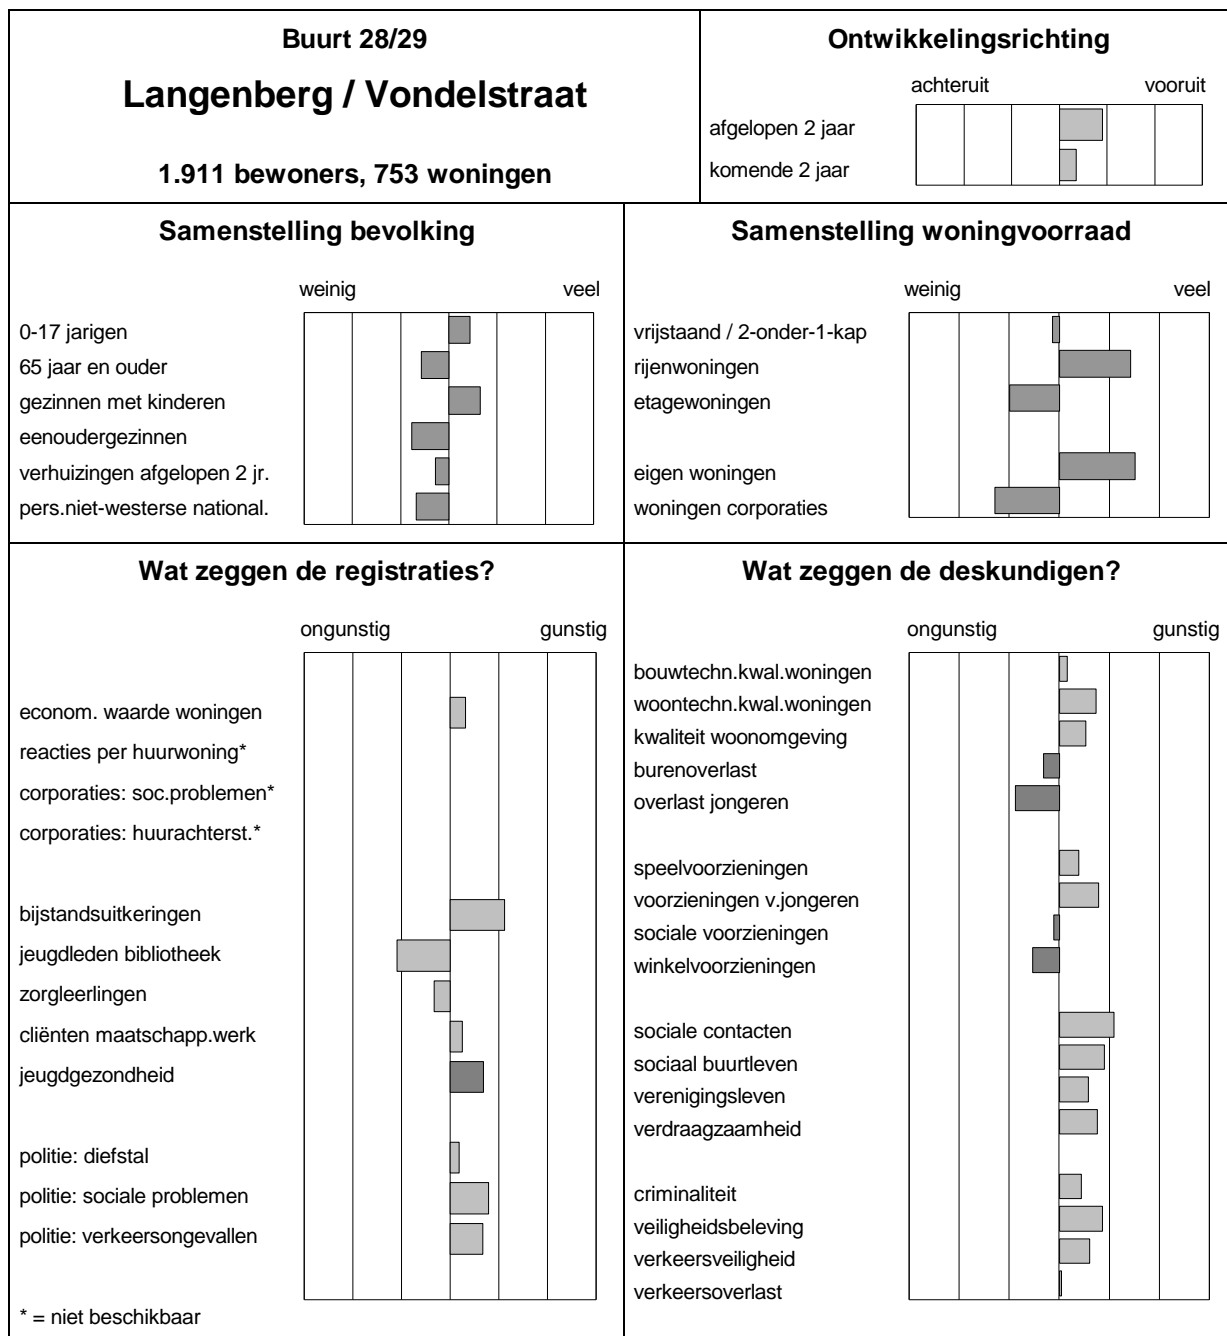 Buurt 28/29
Langenberg / Vondelstraat
1.911 bewoners, 753 woningen
Ontwikkelingsrichting
achteruit vooruit
afgelopen 2 jaar
komende 2 jaar
Samenstelling bevolking
weinig veel
0-17 jarigen
65 jaar en ouder
gezinnen met kinderen
eenoudergezinnen
verhuizingen afgelopen 2 jr.
pers.niet-westerse national.
Samenstelling woningvoorraad
weinig veel
vrijstaand / 2-onder-1-kap
rijenwoningen
etagewoningen
eigen woningen
woningen corporaties
Wat zeggen de registraties?
ongunstig gunstig
econom. waarde woningen
reacties per huurwoning*
corporaties: soc.problemen*
corporaties: huurachterst.*
bijstandsuitkeringen
jeugdleden bibliotheek
zorgleerlingen
cliënten maatschapp.werk
jeugdgezondheid
politie: diefstal
politie: sociale problemen
politie: verkeersongevallen
* = niet beschikbaar
Wat zeggen de deskundigen?
ongunstig gunstig
bouwtechn.kwal.woningen
woontechn.kwal.woningen
kwaliteit woonomgeving
burenoverlast
overlast jongeren
speelvoorzieningen
voorzieningen v.jongeren
sociale voorzieningen
winkelvoorzieningen
sociale contacten
sociaal buurtleven
verenigingsleven
verdraagzaamheid
criminaliteit
veiligheidsbeleving
verkeersveiligheid
verkeersoverlast